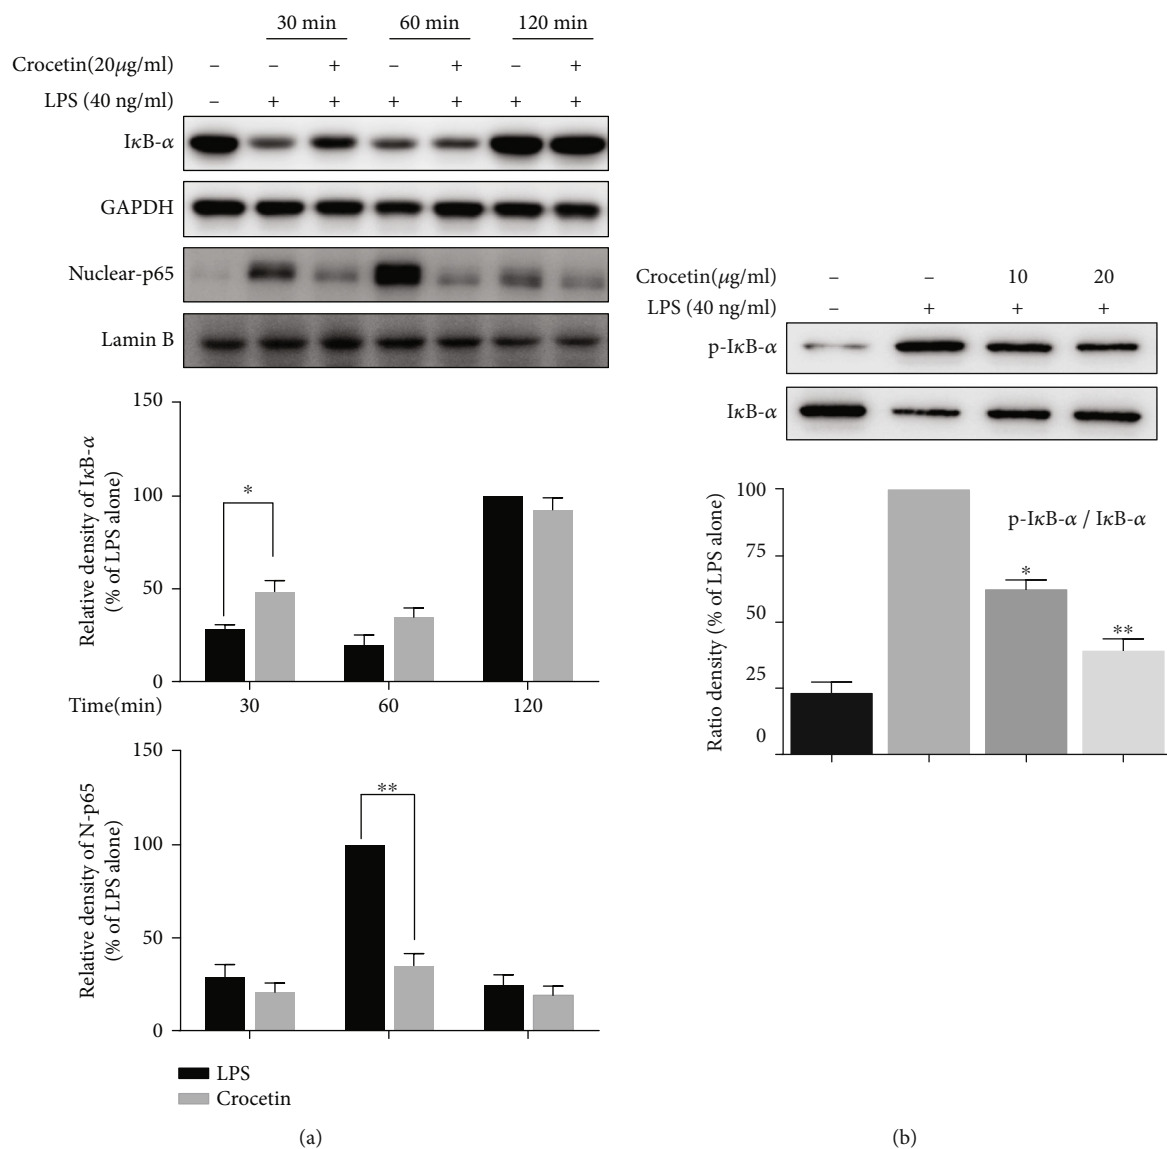 30 min 60 min 120 min
Crocetin(20μg/ml) – – + – + – +
LPS (40 ng/ml) – + + + + + +
IκB-α
GAPDH
Nuclear-p65
Lamin B
150
100
50
0
Relative density of IκB-α
(% of LPS alone)
*
Time(min) 30 60 120
150
100
50
0
Relative density of N-p65
(% of LPS alone)
**
LPS
Crocetin
(a)
Crocetin(μg/ml) – – 10 20
LPS (40 ng/ml) – + + +
p-IκB-α
IκB-α
100
75
50
25
0
Ratio density (% of LPS alone)
p-IκB-α / IκB-α
*
**
(b)